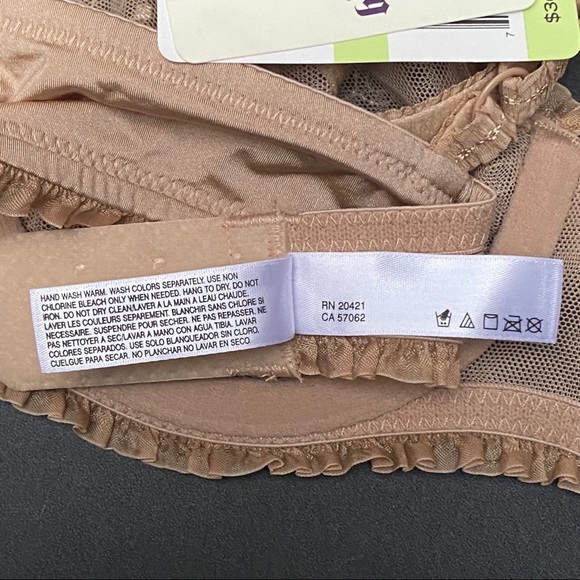 $3
7
HAND WASH WARM. WASH COLORS SEPARATELY. USE NON
CHLORINE BLEACH ONLY WHEN NEEDED. HANG TO DRY. DO NOT
IRON. DO NOT DRY CLEAN/LAVER A LA MAIN A LEAU CHAUDE.
LAVER LES COULEURS SEPAREMENT. BLANCHIR SANS CHLORE SI
NECESSAIRE. SUSPENDRE POUR SECHER. NE PAS REPASSER. NE
PAS NETTOYER A SEC/LAVAR A MANO CON AGUA TIBIA. LAVAR
COLORES SEPARADOS. USE SOLO BLANQUEADOR SIN CLORO,
CUELGUE PARA SECAR. NO PLANCHAR NO LAVAR EN SECO.
RN 20421
CA 57062